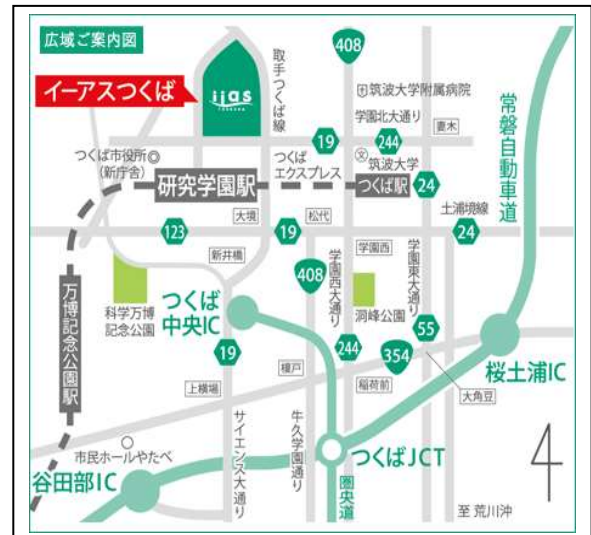 広域ご案内図
イーアスつくば
iias
TSUKUBA
取手つくば線
408
筑波大学附属病院
学園北大通り
妻木
常磐自動車道
19
244
つくば市役所
(新庁舎)
つくば
エクスプレス
文
筑波大学
研究学園駅
つくば駅
24
大境
松代
土浦境線
123
19
24
新井橋
学園西
408
学園西大通り
学園東大通り
科学万博
記念公園
つくば
中央IC
洞峰公園
万博記念公園駅
19
244
354
55
桜土浦IC
榎戸
上横場
稲荷前
大角豆
サイエンス大通り
牛久学園通り
市民ホールやたべ
谷田部IC
つくばJCT
圏央道
4
至 荒川沖